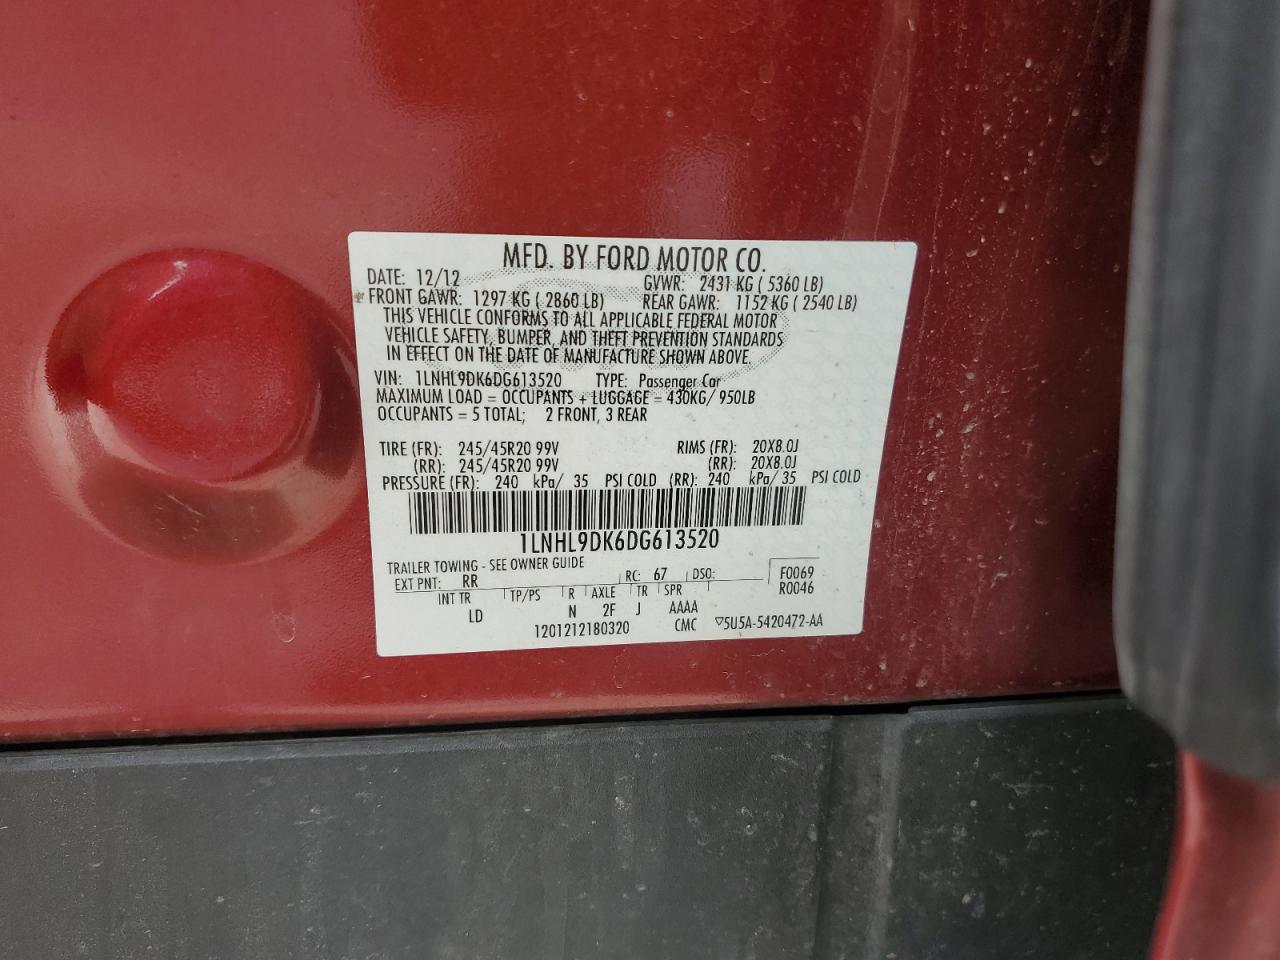 MFD. BY FORD MOTOR CO.
DATE: 12/12 GVWR: 2431 KG ( 5360 LB)
FRONT GAWR: 1297 KG ( 2860 LB) REAR GAWR: 1152 KG ( 2540 LB)
THIS VEHICLE CONFORMS TO ALL APPLICABLE FEDERAL MOTOR
VEHICLE SAFETY, BUMPER, AND THEFT PREVENTION STANDARDS
IN EFFECT ON THE DATE OF MANUFACTURE SHOWN ABOVE.
VIN: 1LNHL9DK6DG613520 TYPE: Passenger Car
MAXIMUM LOAD = OCCUPANTS + LUGGAGE = 430KG/ 950LB
OCCUPANTS = 5 TOTAL; 2 FRONT, 3 REAR
TIRE (FR): 245/45R20 99V RIMS (FR): 20X8.0J
(RR): 245/45R20 99V (RR): 20X8.0J
PRESSURE (FR): 240 kPa/ 35 PSI COLD (RR): 240 kPa/ 35 PSI COLD
1LNHL9DK6DG613520
TRAILER TOWING - SEE OWNER GUIDE
EXT PNT: RR RC: 67 DSO: F0069
R0046
INT TR TP/PS R AXLE TR SPR
LD N 2F J AAAA
1201212180320 CMC ▽5U5A-5420472-AA